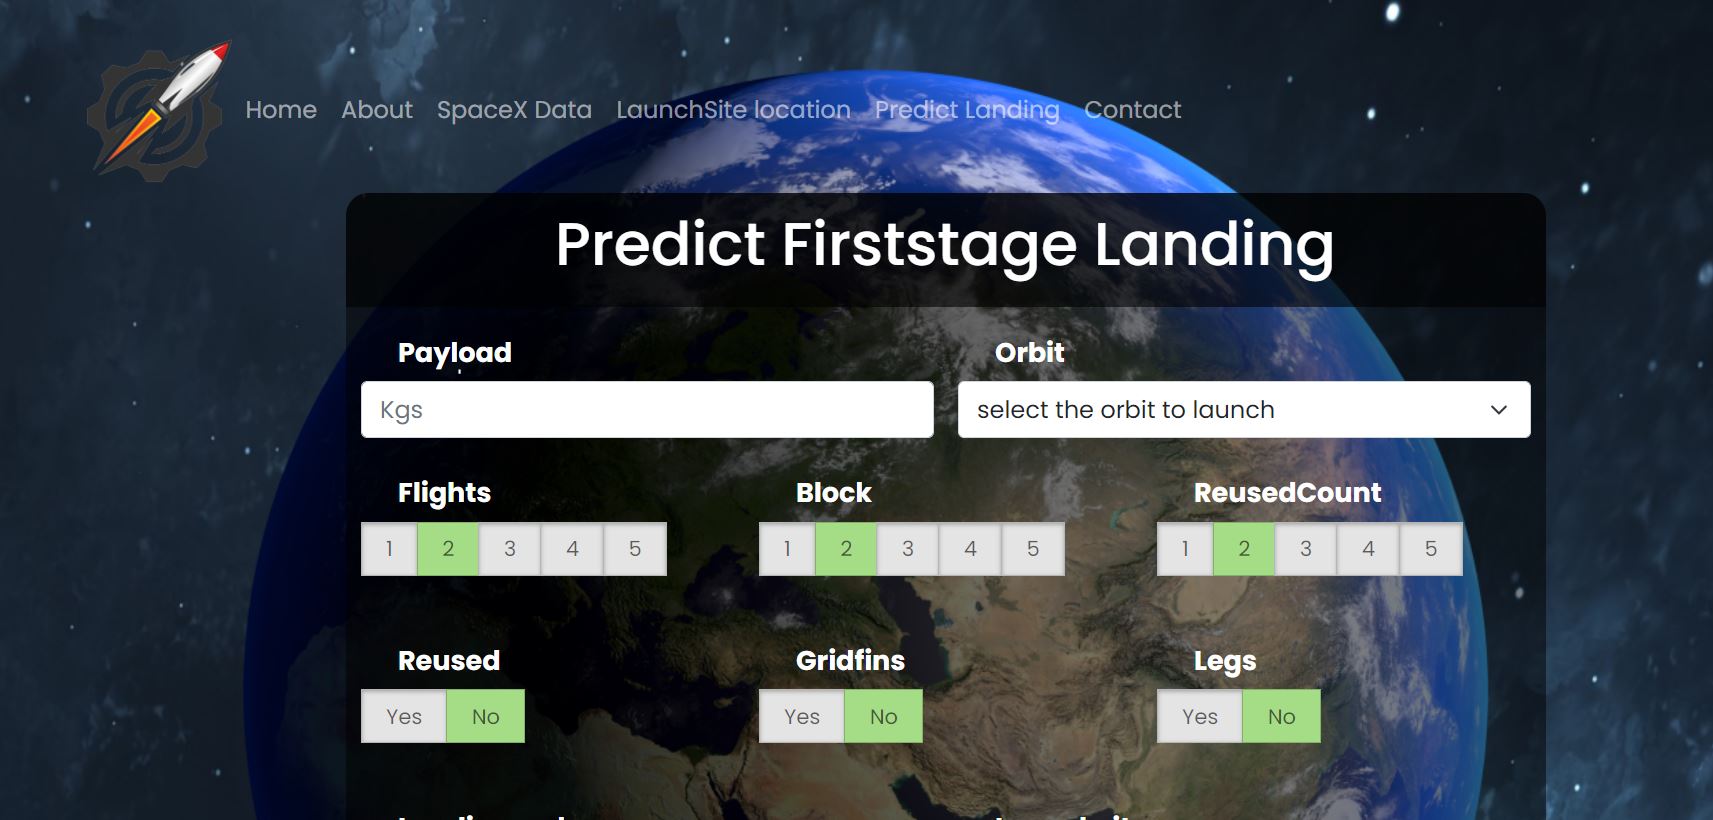 Home About SpaceX Data LaunchSite location Predict Landing Contact
Predict Firststage Landing
Payload Orbit
Kgs select the orbit to launch
Flights Block ReusedCount
1 2 3 4 5 1 2 3 4 5 1 2 3 4 5
Reused Gridfins Legs
Yes No Yes No Yes No